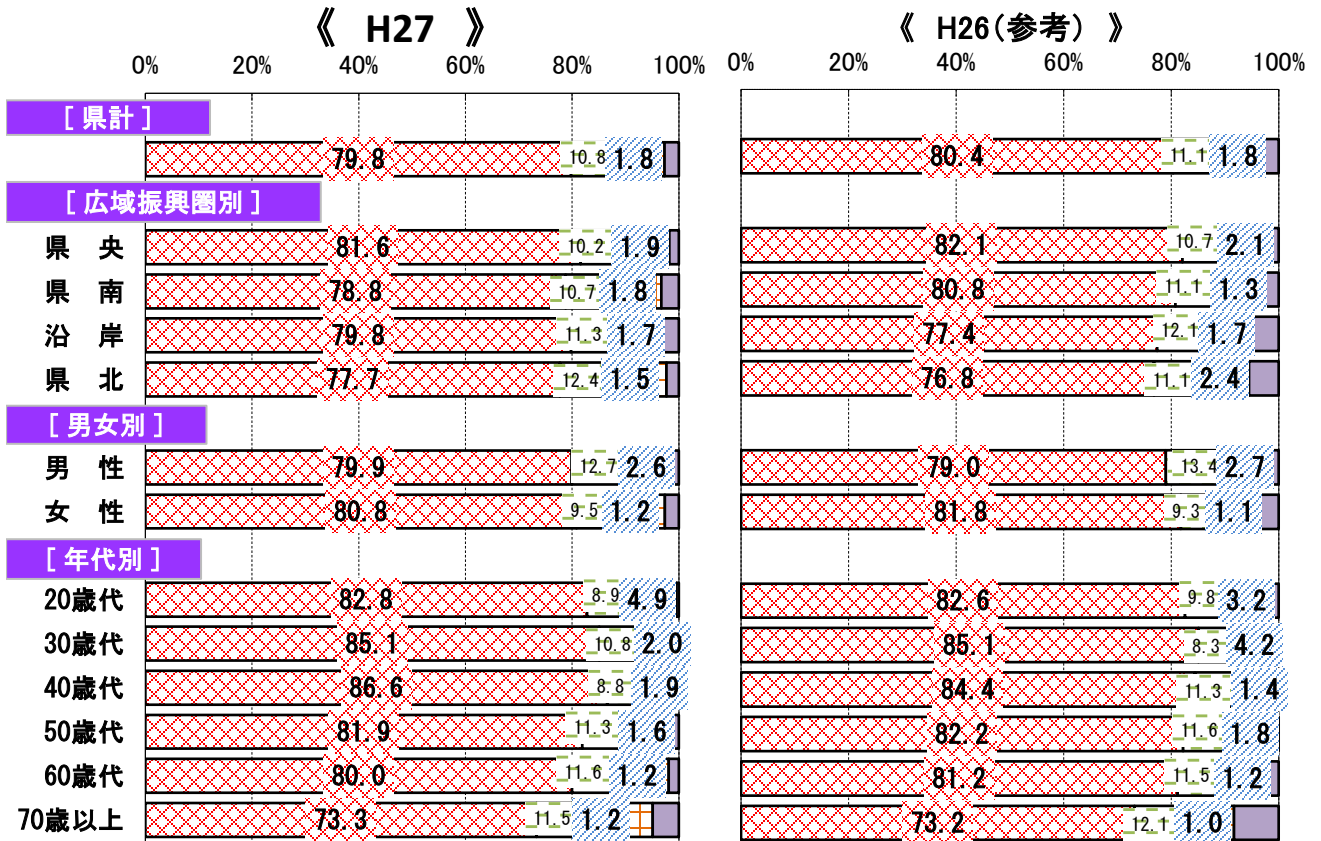 《 H27 》 《 H26(参考) 》
0% 20% 40% 60% 80% 100% 0% 20% 40% 60% 80% 100%
[ 県計 ]
79.8 10.8 1.8 80.4 11.1 1.8
[ 広域振興圏別 ]
県 央 81.6 10.2 1.9 82.1 10.7 2.1
県 南 78.8 10.7 1.8 80.8 11.1 1.3
沿 岸 79.8 11.3 1.7 77.4 12.1 1.7
県 北 77.7 12.4 1.5 76.8 11.1 2.4
[ 男女別 ]
男 性 79.9 12.7 2.6 79.0 13.4 2.7
女 性 80.8 9.5 1.2 81.8 9.3 1.1
[ 年代別 ]
20歳代 82.8 8.9 4.9 82.6 9.8 3.2
30歳代 85.1 10.8 2.0 85.1 8.3 4.2
40歳代 86.6 8.8 1.9 84.4 11.3 1.4
50歳代 81.9 11.3 1.6 82.2 11.6 1.8
60歳代 80.0 11.6 1.2 81.2 11.5 1.2
70歳以上 73.3 11.5 1.2 73.2 12.1 1.0